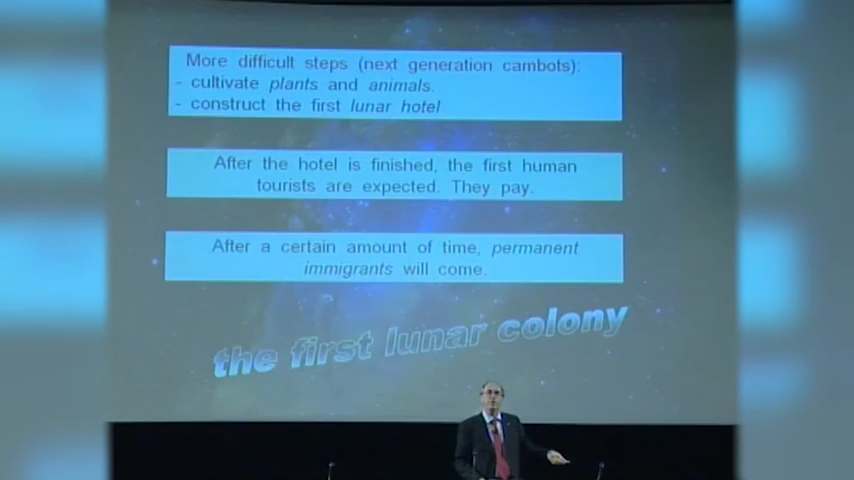 More difficult steps (next generation cambots):
- cultivate plants and animals.
- construct the first lunar hotel
After the hotel is finished, the first human
tourists are expected. They pay.
After a certain amount of time, permanent
immigrants will come.
the first lunar colony